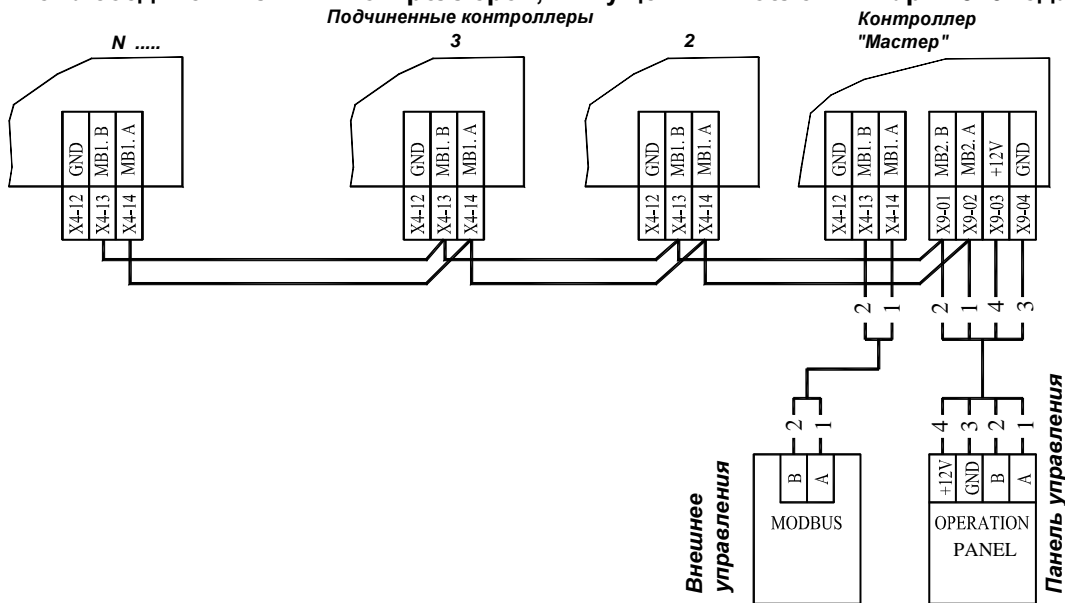 Подчиненные контроллеры
Контроллер
"Мастер"
N .....
3
2
GND
MB1. B
MB1. A
X4-12
X4-13
X4-14
GND
MB1. B
MB1. A
X4-12
X4-13
X4-14
GND
MB1. B
MB1. A
X4-12
X4-13
X4-14
GND
MB1. B
MB1. A
X4-12
X4-13
X4-14
MB2. B
MB2. A
+12V
GND
X9-01
X9-02
X9-03
X9-04
2
1
2
1
4
3
2
1
4
3
2
1
B
A
MODBUS
Внешнее
управления
+12V
GND
B
A
OPERATION
PANEL
Панель управления